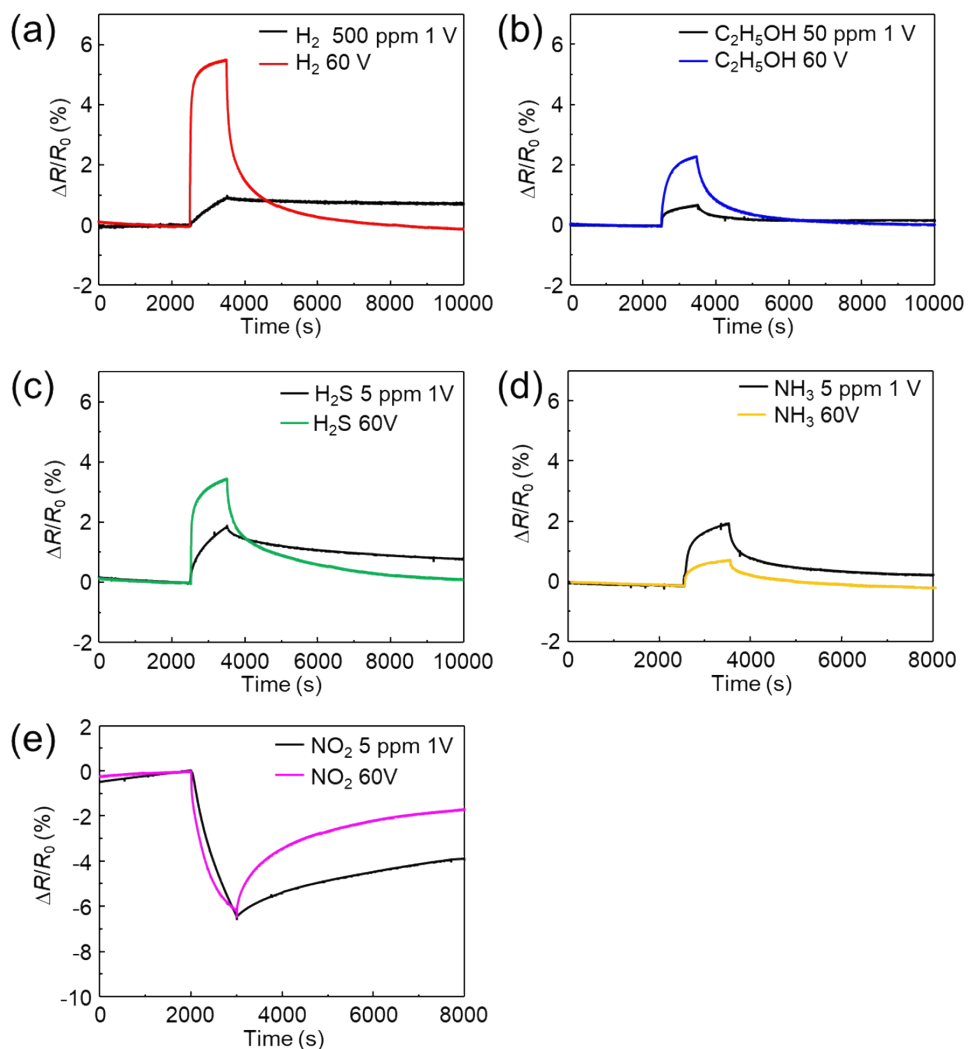 (a)
H₂ 500 ppm 1 V
H₂ 60 V
6
4
2
0
-2
ΔR/R₀ (%)
0 2000 4000 6000 8000 10000
Time (s)
(b)
C₂H₅OH 50 ppm 1 V
C₂H₅OH 60 V
6
4
2
0
-2
ΔR/R₀ (%)
0 2000 4000 6000 8000 10000
Time (s)
(c)
H₂S 5 ppm 1V
H₂S 60V
6
4
2
0
-2
ΔR/R₀ (%)
0 2000 4000 6000 8000 10000
Time (s)
(d)
NH₃ 5 ppm 1 V
NH₃ 60V
6
4
2
0
-2
ΔR/R₀ (%)
0 2000 4000 6000 8000
Time (s)
(e)
NO₂ 5 ppm 1V
NO₂ 60V
2
0
-2
-4
-6
-8
-10
ΔR/R₀ (%)
0 2000 4000 6000 8000
Time (s)